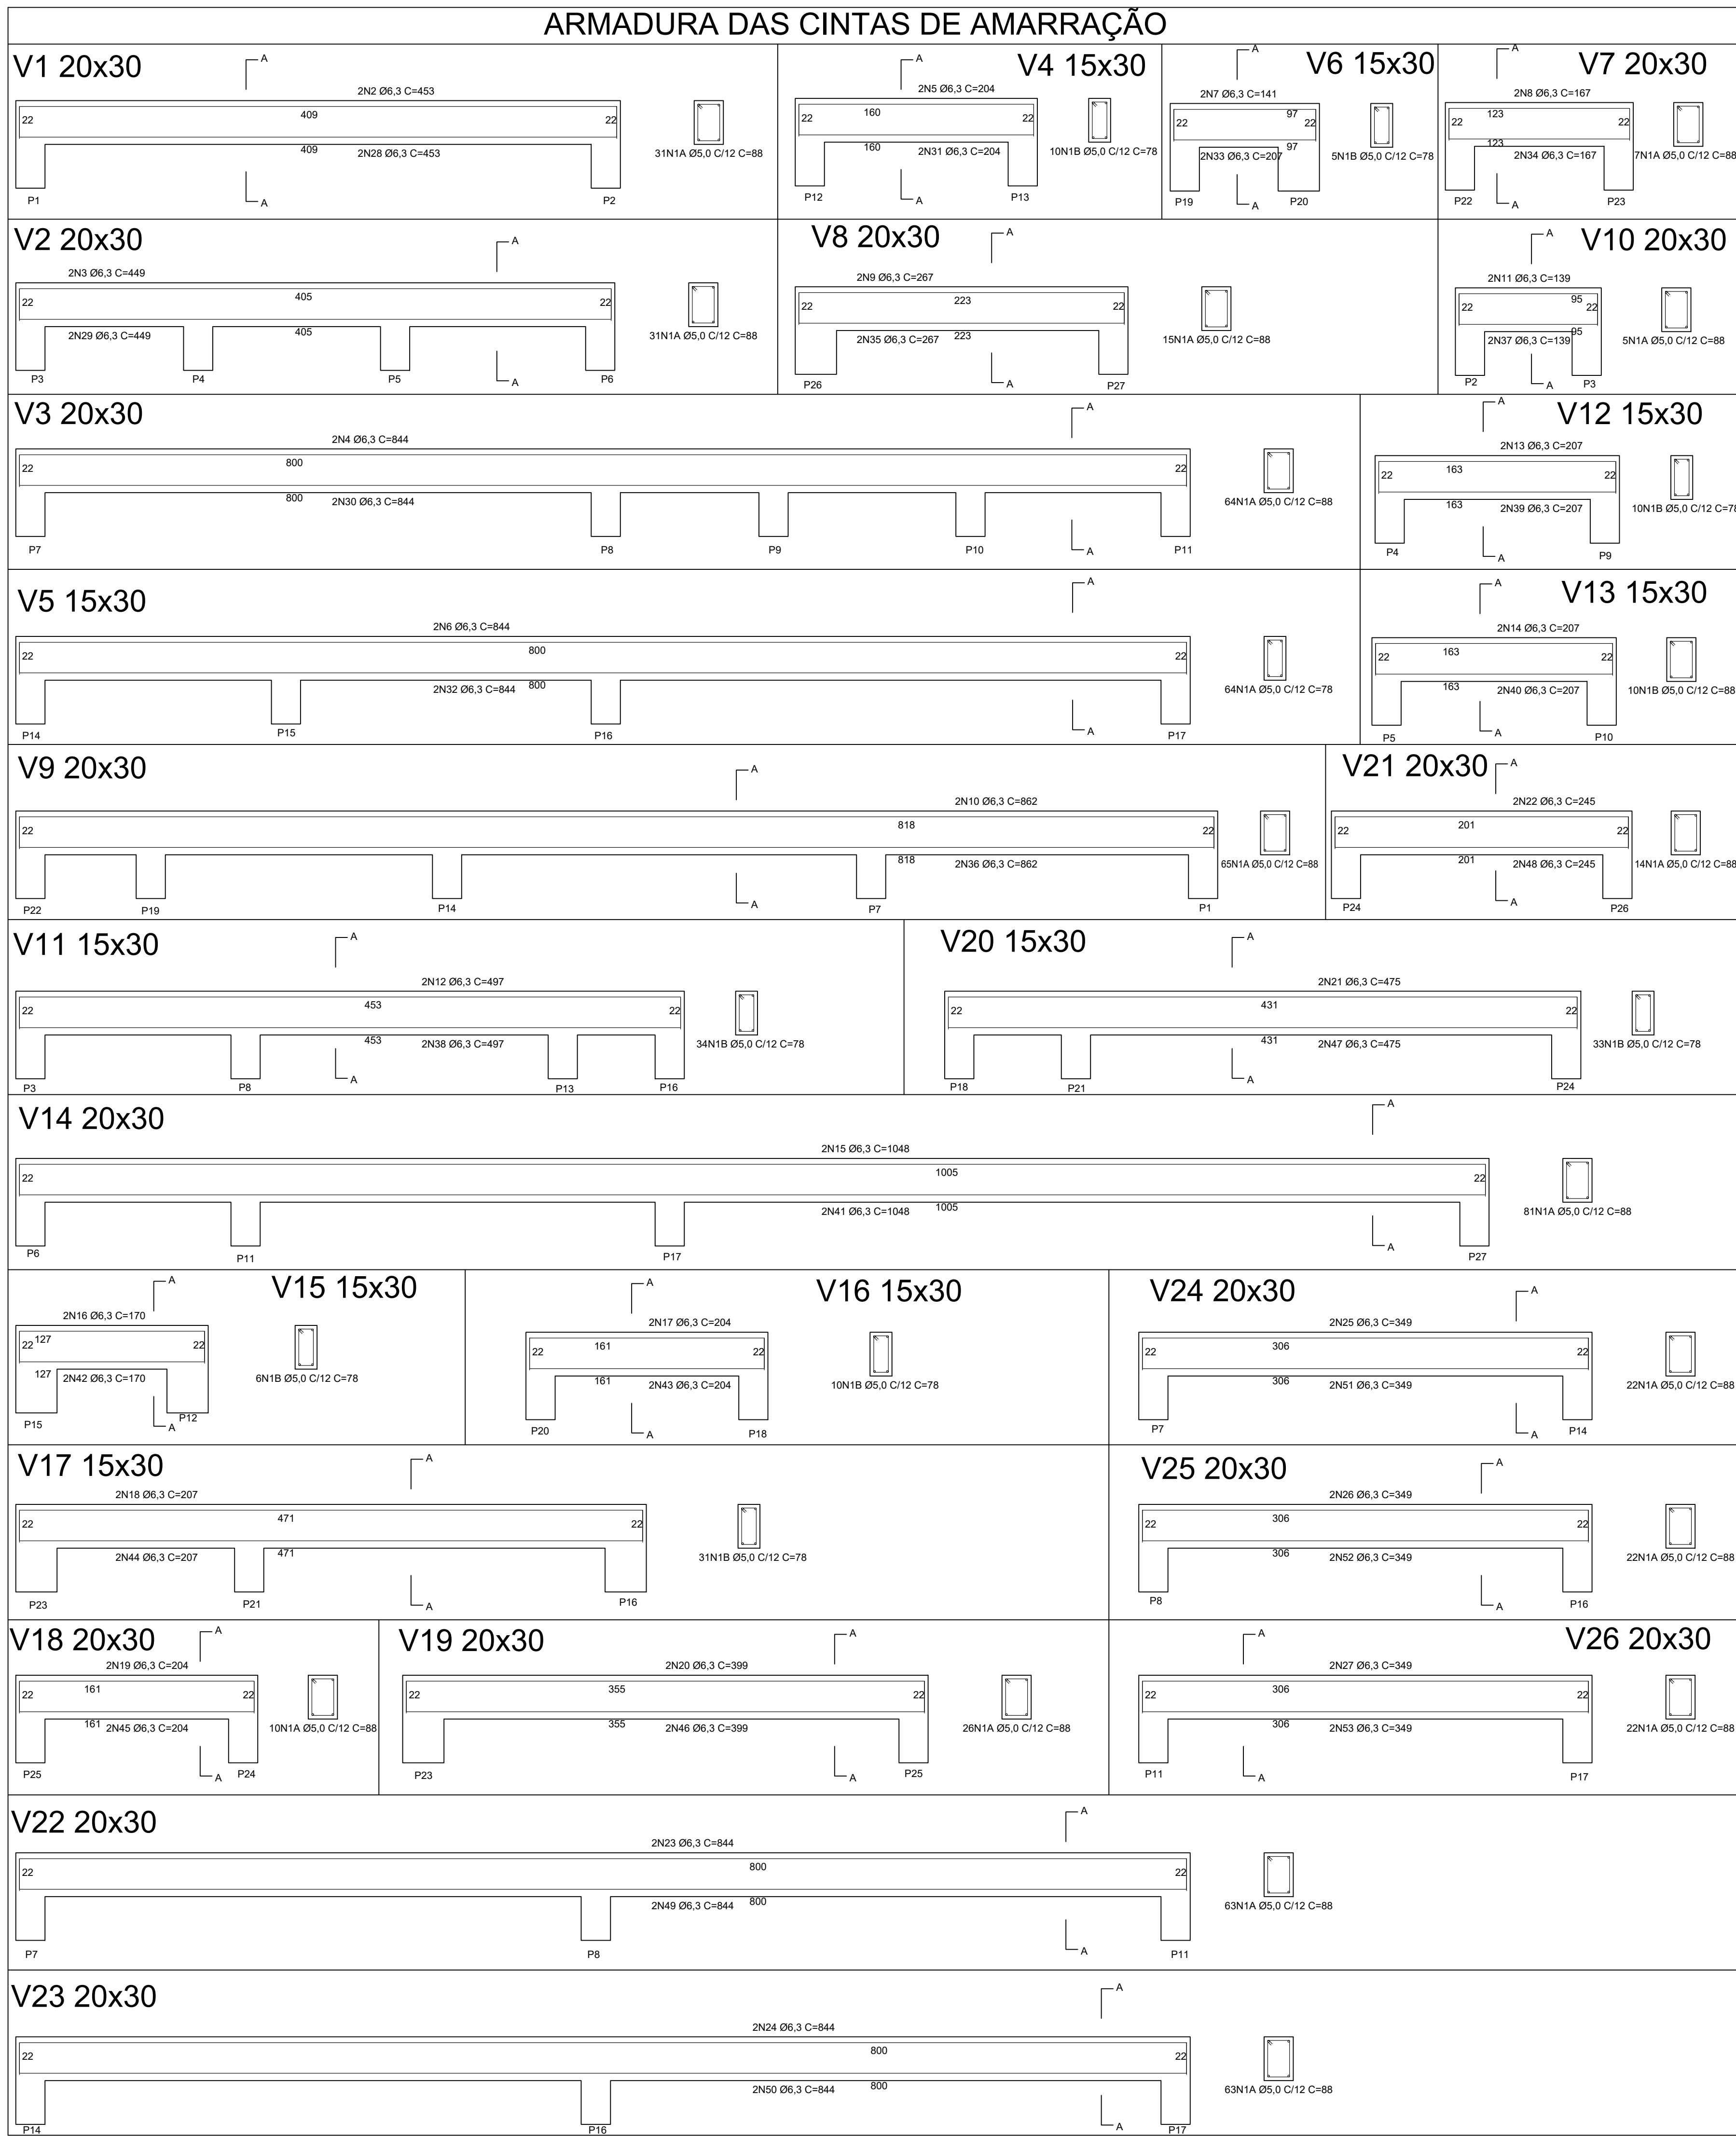 ARMADURA DAS CINTAS DE AMARRAÇÃO
V1 20x30
A
2N2 Ø6,3 C=453
22
409
22
409
2N28 Ø6,3 C=453
31N1A Ø5,0 C/12 C=88
P1
A
P2
V4 15x30
A
2N5 Ø6,3 C=204
22
160
22
160
2N31 Ø6,3 C=204
10N1B Ø5,0 C/12 C=78
P12
A
P13
V6 15x30
A
2N7 Ø6,3 C=141
22
97
22
97
2N33 Ø6,3 C=207
5N1B Ø5,0 C/12 C=78
P19
A
P20
V7 20x30
A
2N8 Ø6,3 C=167
22
123
22
123
2N34 Ø6,3 C=167
7N1A Ø5,0 C/12 C=88
P22
A
P23
V2 20x30
A
2N3 Ø6,3 C=449
22
405
22
2N29 Ø6,3 C=449
405
31N1A Ø5,0 C/12 C=88
P3
P4
P5
A
P6
V8 20x30
A
2N9 Ø6,3 C=267
22
223
22
2N35 Ø6,3 C=267
223
15N1A Ø5,0 C/12 C=88
P26
A
P27
V10 20x30
A
2N11 Ø6,3 C=139
22
95
22
95
2N37 Ø6,3 C=139
5N1A Ø5,0 C/12 C=88
P2
A
P3
V3 20x30
A
2N4 Ø6,3 C=844
22
800
22
800
2N30 Ø6,3 C=844
64N1A Ø5,0 C/12 C=88
P7
P8
P9
P10
A
P11
V12 15x30
A
2N13 Ø6,3 C=207
22
163
22
163
2N39 Ø6,3 C=207
10N1B Ø5,0 C/12 C=78
P4
A
P9
V5 15x30
A
2N6 Ø6,3 C=844
22
800
22
2N32 Ø6,3 C=844
800
64N1A Ø5,0 C/12 C=78
P14
P15
P16
A
P17
V13 15x30
A
2N14 Ø6,3 C=207
22
163
22
163
2N40 Ø6,3 C=207
10N1B Ø5,0 C/12 C=88
P5
A
P10
V9 20x30
A
2N10 Ø6,3 C=862
22
818
22
818
2N36 Ø6,3 C=862
65N1A Ø5,0 C/12 C=88
P22
P19
P14
A
P7
P1
V21 20x30
A
2N22 Ø6,3 C=245
22
201
22
201
2N48 Ø6,3 C=245
14N1A Ø5,0 C/12 C=88
P24
A
P26
V11 15x30
A
2N12 Ø6,3 C=497
22
453
22
453
2N38 Ø6,3 C=497
34N1B Ø5,0 C/12 C=78
P3
P8
A
P13
P16
V20 15x30
A
2N21 Ø6,3 C=475
22
431
22
431
2N47 Ø6,3 C=475
33N1B Ø5,0 C/12 C=78
P18
P21
A
P24
V14 20x30
A
2N15 Ø6,3 C=1048
22
1005
22
2N41 Ø6,3 C=1048
1005
81N1A Ø5,0 C/12 C=88
P6
P11
P17
A
P27
V15 15x30
A
2N16 Ø6,3 C=170
22
127
22
127
2N42 Ø6,3 C=170
6N1B Ø5,0 C/12 C=78
P15
A
P12
V16 15x30
A
2N17 Ø6,3 C=204
22
161
22
161
2N43 Ø6,3 C=204
10N1B Ø5,0 C/12 C=78
P20
A
P18
V24 20x30
A
2N25 Ø6,3 C=349
22
306
22
306
2N51 Ø6,3 C=349
22N1A Ø5,0 C/12 C=88
P7
A
P14
V17 15x30
A
2N18 Ø6,3 C=207
22
471
22
2N44 Ø6,3 C=207
471
31N1B Ø5,0 C/12 C=78
P23
P21
A
P16
V25 20x30
A
2N26 Ø6,3 C=349
22
306
22
306
2N52 Ø6,3 C=349
22N1A Ø5,0 C/12 C=88
P8
A
P16
V18 20x30
A
2N19 Ø6,3 C=204
22
161
22
161
2N45 Ø6,3 C=204
10N1A Ø5,0 C/12 C=88
P25
A
P24
V19 20x30
A
2N20 Ø6,3 C=399
22
355
22
355
2N46 Ø6,3 C=399
26N1A Ø5,0 C/12 C=88
P23
A
P25
V26 20x30
A
2N27 Ø6,3 C=349
22
306
22
306
2N53 Ø6,3 C=349
22N1A Ø5,0 C/12 C=88
P11
A
P17
V22 20x30
A
2N23 Ø6,3 C=844
22
800
22
2N49 Ø6,3 C=844
800
63N1A Ø5,0 C/12 C=88
P7
P8
A
P11
V23 20x30
A
2N24 Ø6,3 C=844
22
800
22
2N50 Ø6,3 C=844
800
63N1A Ø5,0 C/12 C=88
P14
P16
A
P17